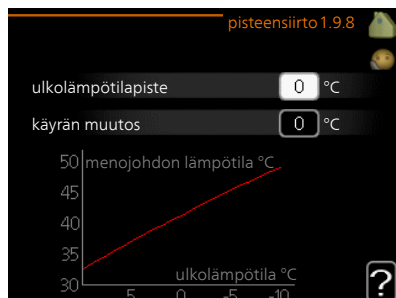 pisteensiirto 1.9.8
ulkolämpötilapiste 0 °C
käyrän muutos 0 °C
50 menojohdon lämpötila °C
45
40
35
ulkolämpötila °C
30
5 0 -5 -10
?